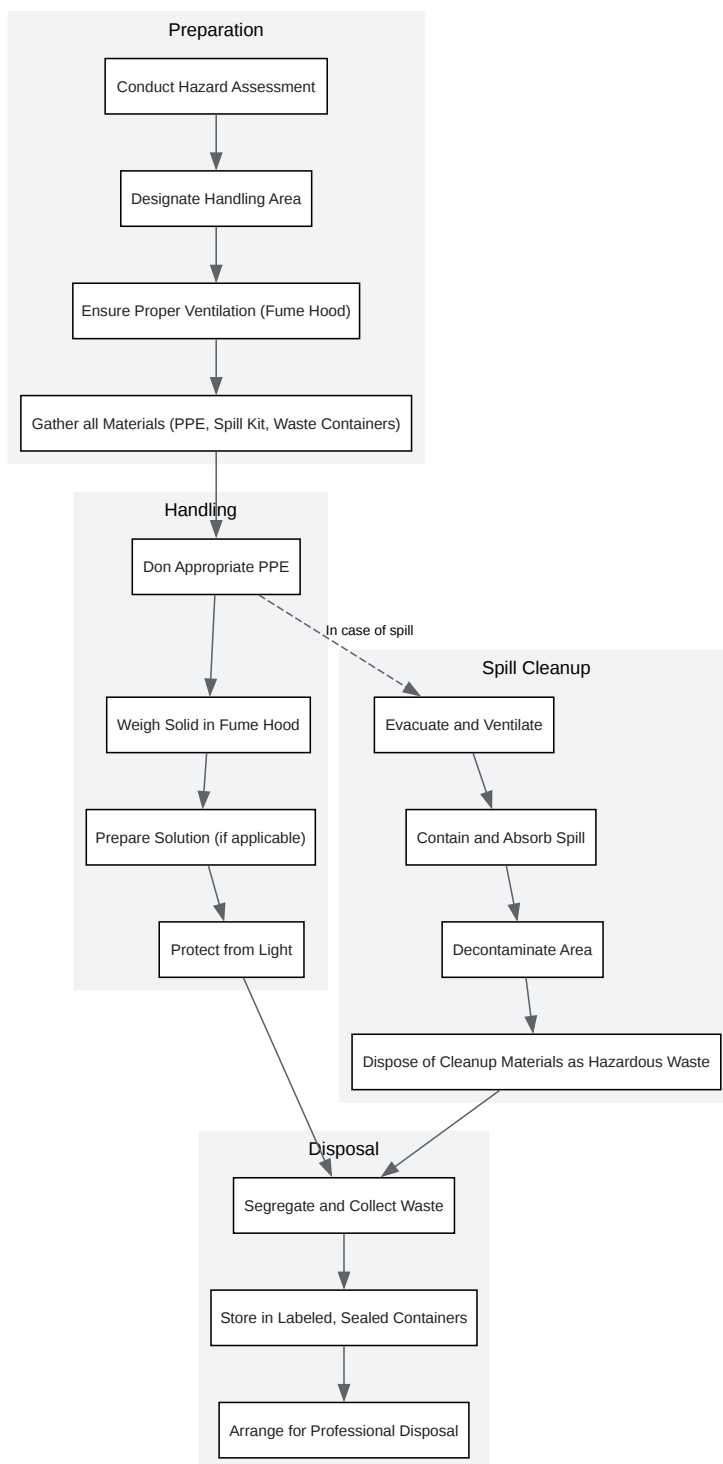 Preparation
Conduct Hazard Assessment
Designate Handling Area
Ensure Proper Ventilation (Fume Hood)
Gather all Materials (PPE, Spill Kit, Waste Containers)
Handling
Don Appropriate PPE
In case of spill
Weigh Solid in Fume Hood
Prepare Solution (if applicable)
Protect from Light
Spill Cleanup
Evacuate and Ventilate
Contain and Absorb Spill
Decontaminate Area
Dispose of Cleanup Materials as Hazardous Waste
Disposal
Segregate and Collect Waste
Store in Labeled, Sealed Containers
Arrange for Professional Disposal